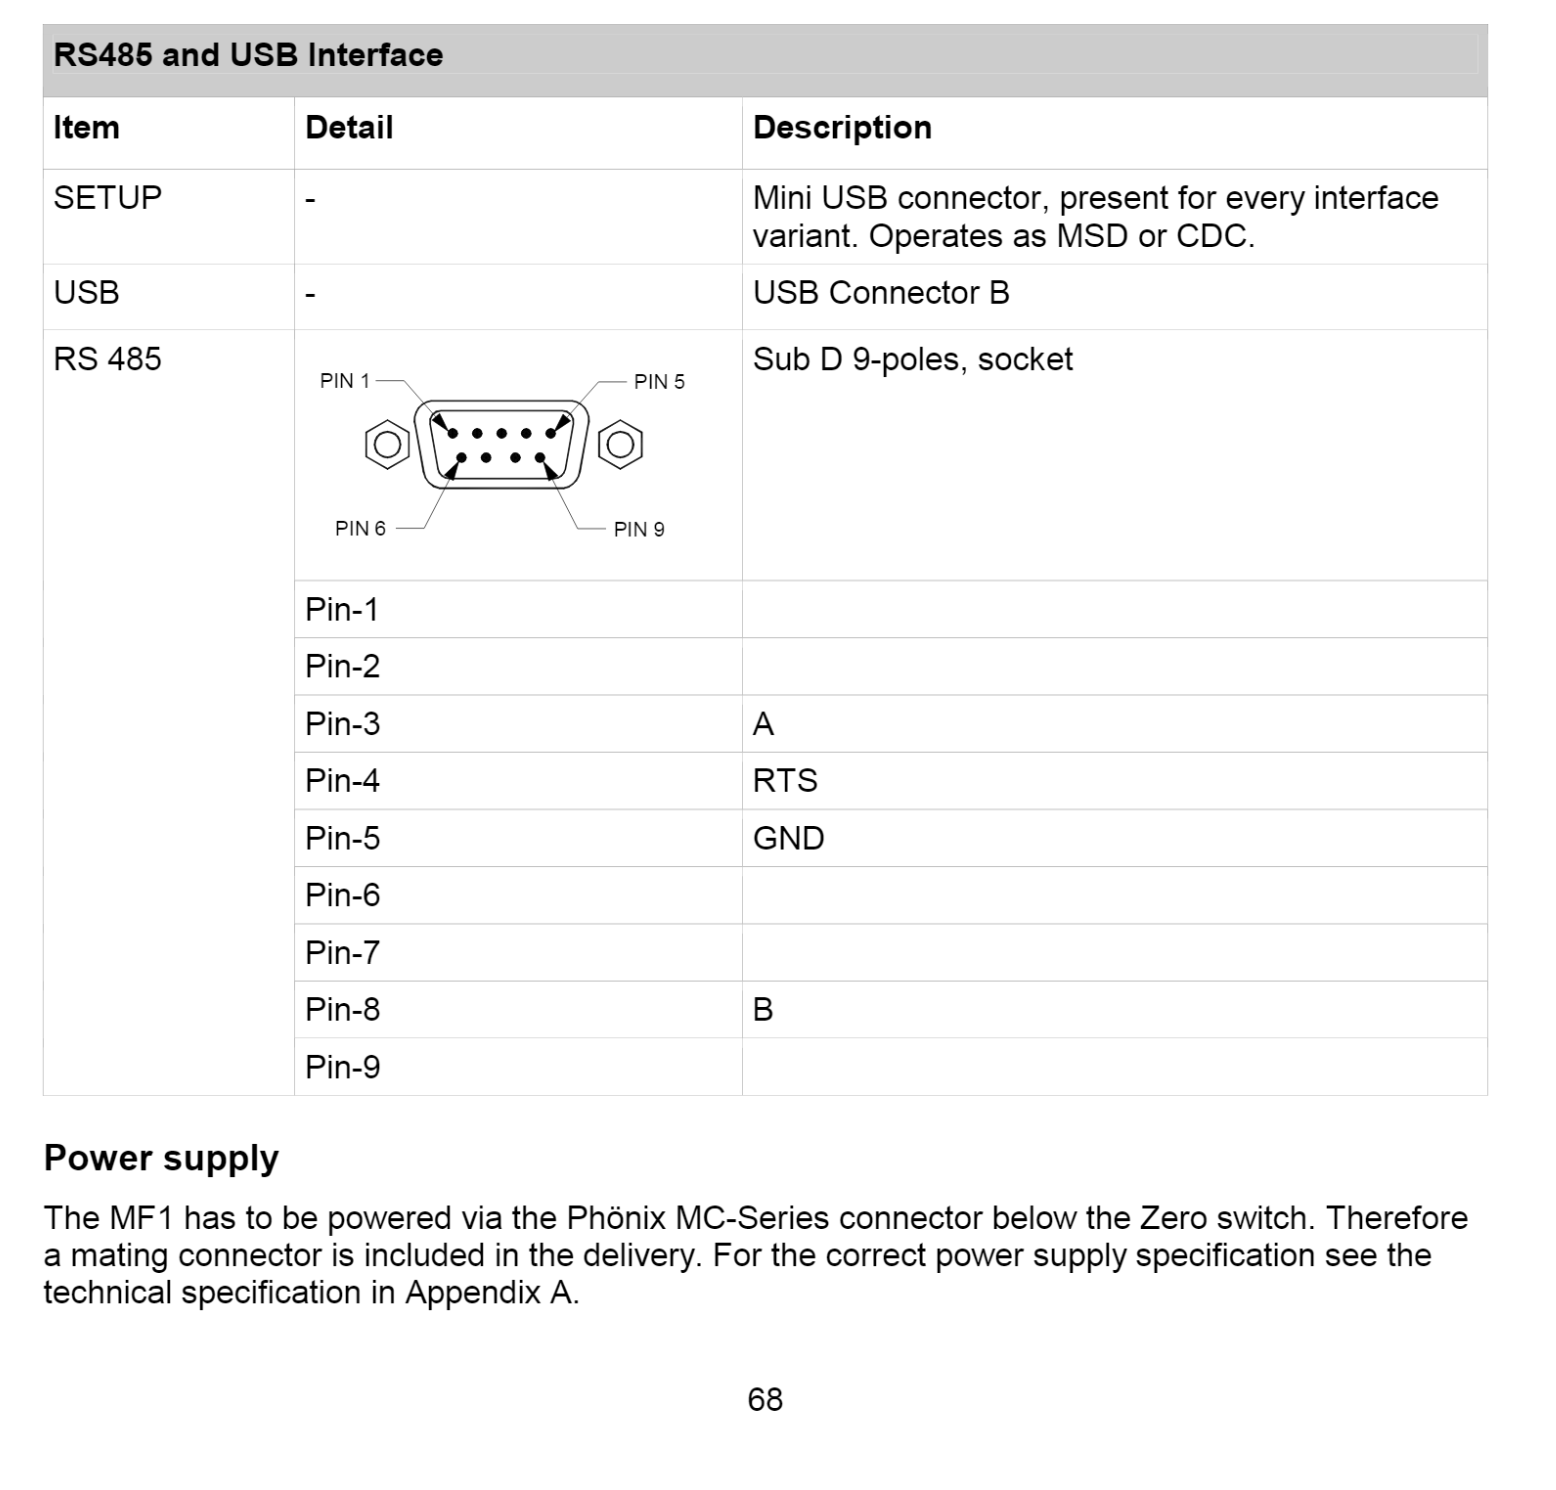 RS485 and USB Interface
Item Detail Description
SETUP - Mini USB connector, present for every interface
variant. Operates as MSD or CDC.
USB - USB Connector B
RS 485 Sub D 9-poles, socket
PIN 1 PIN 5
PIN 6 PIN 9
Pin-1
Pin-2
Pin-3 A
Pin-4 RTS
Pin-5 GND
Pin-6
Pin-7
Pin-8 B
Pin-9
Power supply
The MF1 has to be powered via the Phönix MC-Series connector below the Zero switch. Therefore
a mating connector is included in the delivery. For the correct power supply specification see the
technical specification in Appendix A.
68